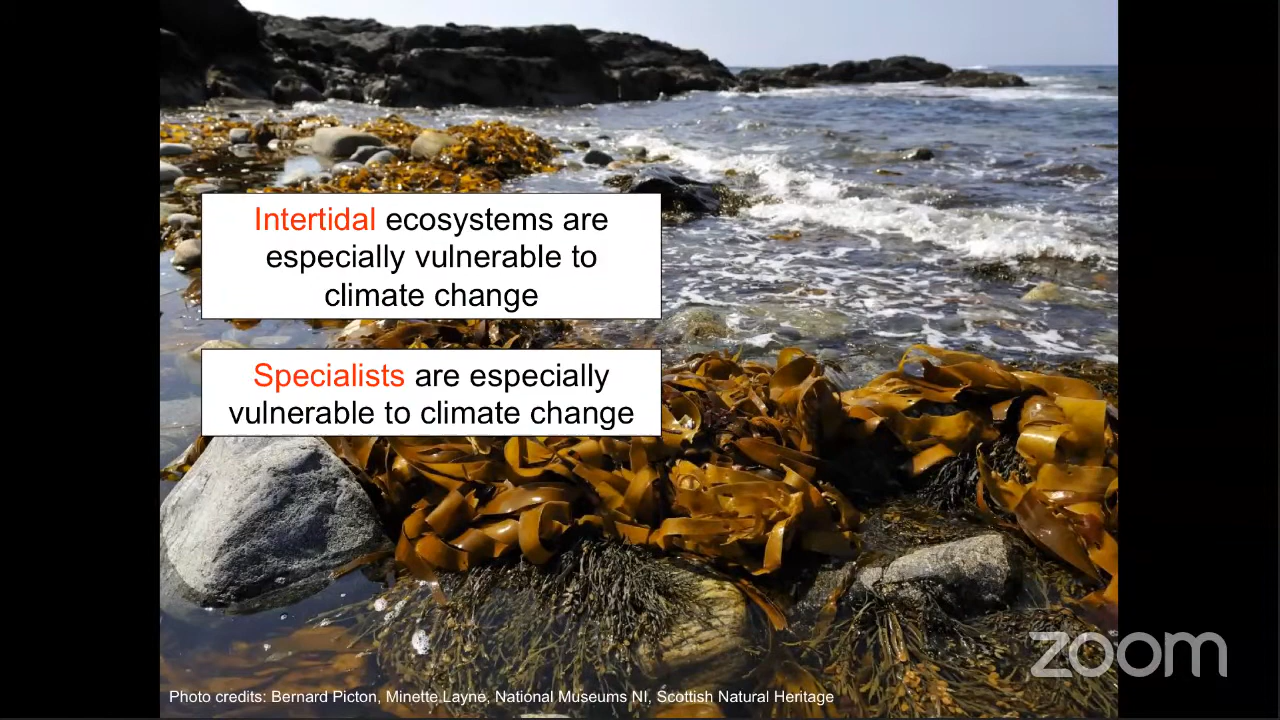 Intertidal ecosystems are
especially vulnerable to
climate change
Specialists are especially
vulnerable to climate change
zoom
Photo credits: Bernard Picton, Minette Layne, National Museums NI, Scottish Natural Heritage